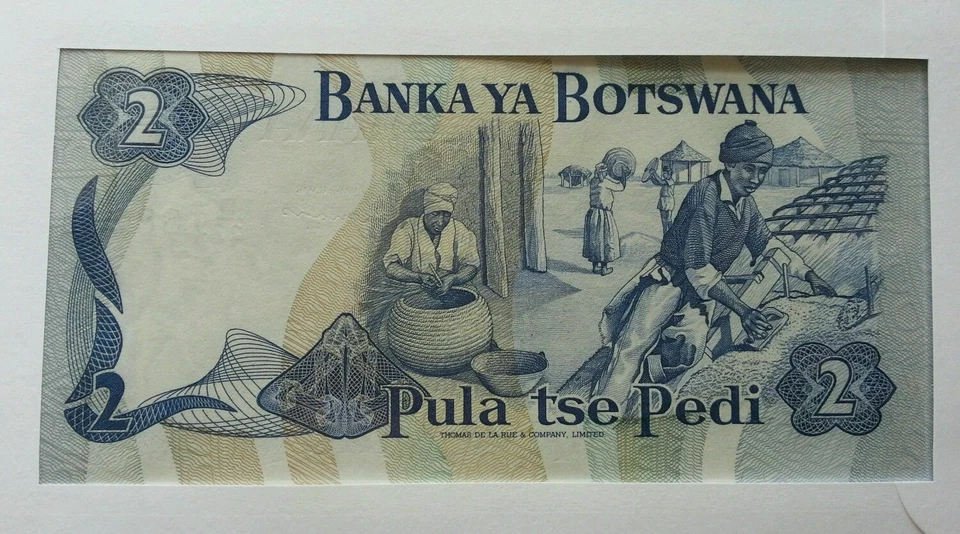 2 BANKA YA BOTSWANA
2 Pula tse Pedi 2
THOMAS DE LA RUE & COMPANY, LIMITED